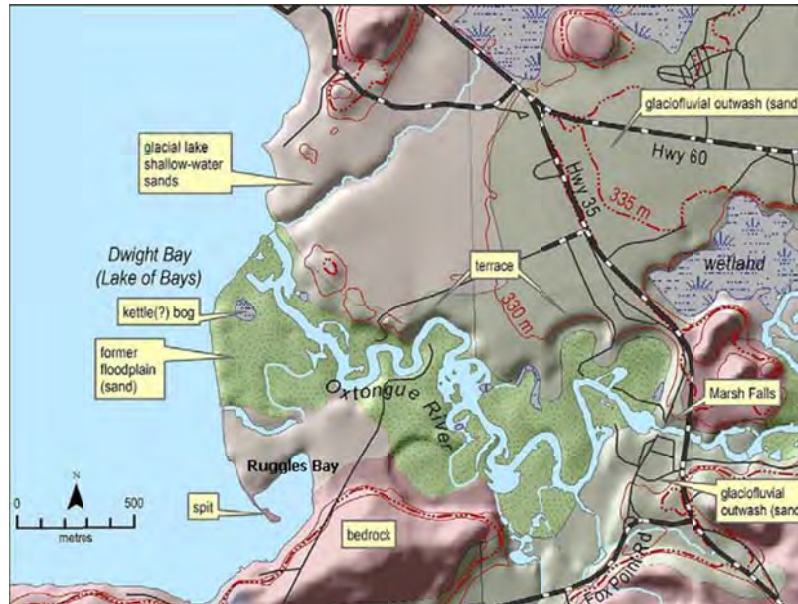 glaciofluvial outwash (sand
Hwy 60
glacial lake
shallow-water
sands
Hwy 35
335 m
Dwight Bay
(Lake of Bays)
terrace
wetland
kettle(?) bog
330 m
former
floodplain
(sand)
Oxtongue River
Marsh Falls
Ruggles Bay
N
0
500
metres
spit
bedrock
glaciofluvial
outwash (sand
Fox Point Rd